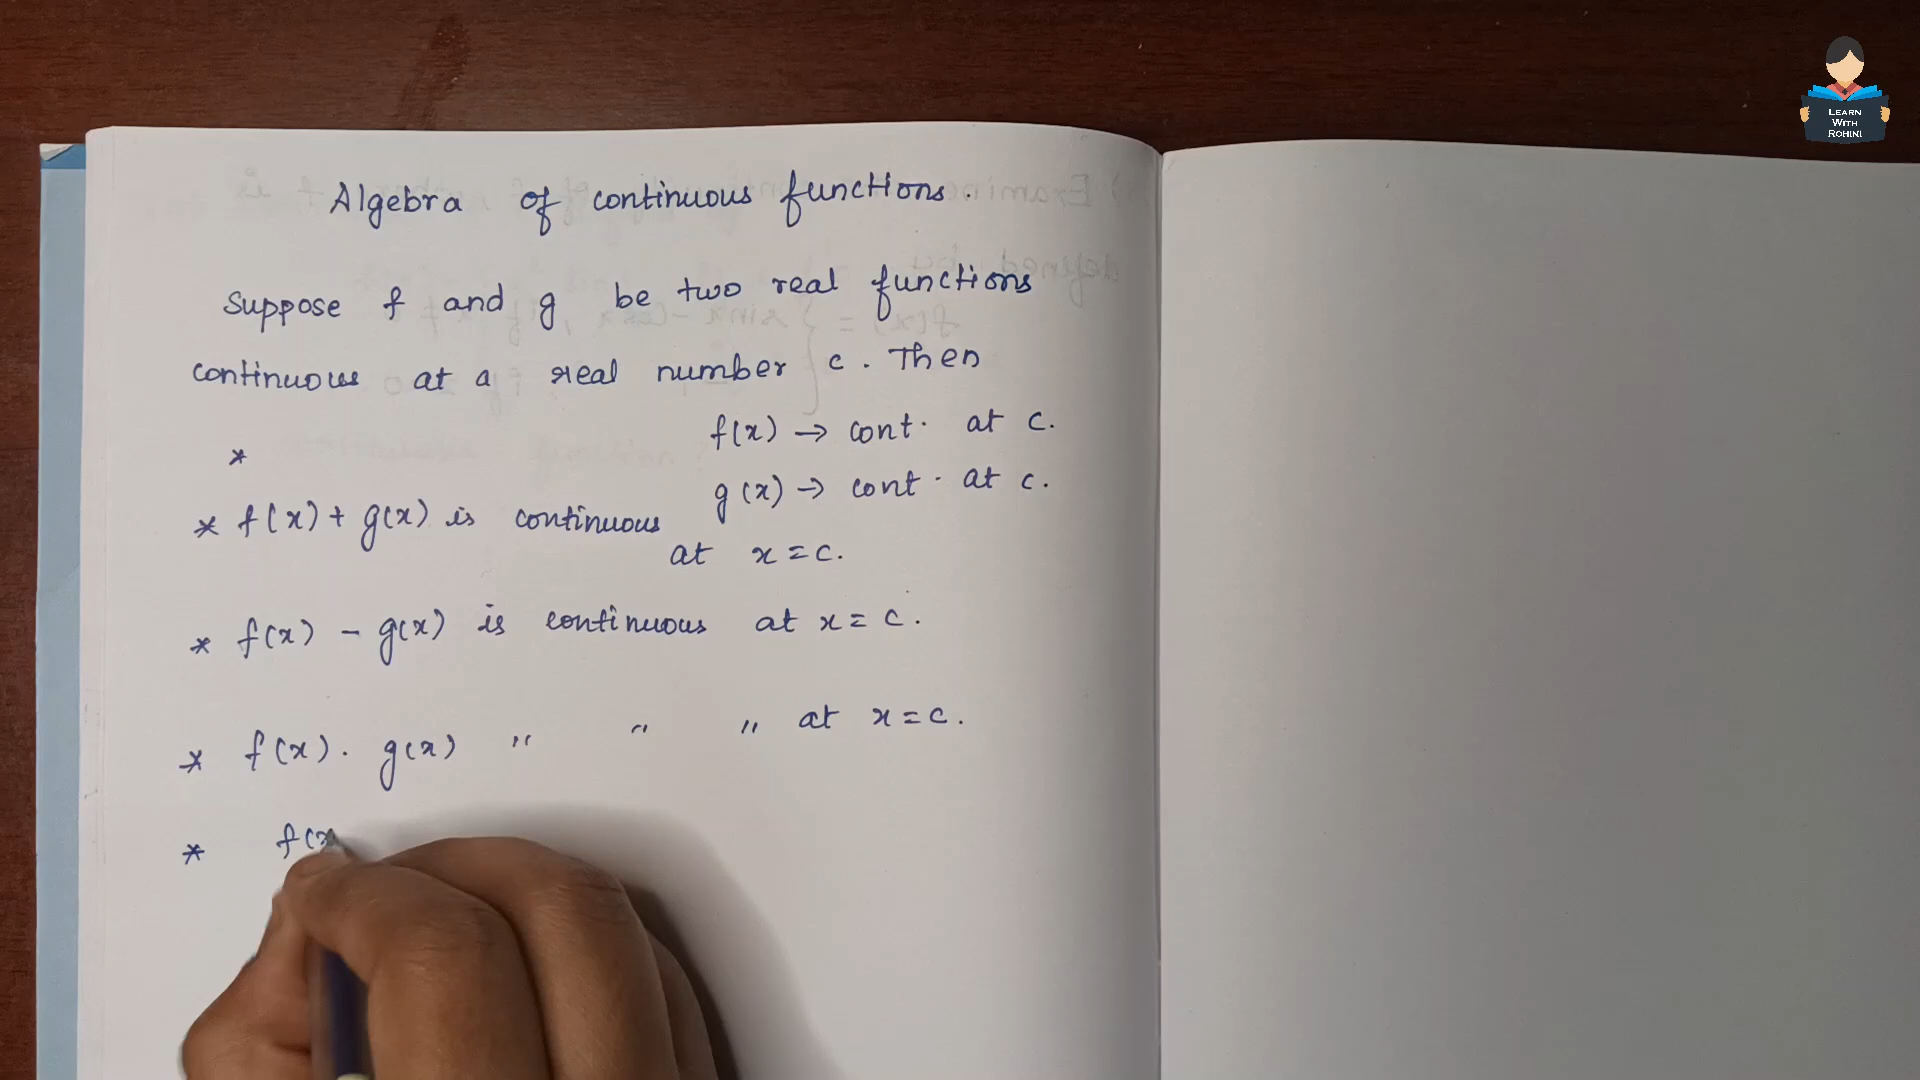 Algebra of continuous functions.
Suppose f and g be two real functions
continuous at a real number c. Then
f(x) → cont. at c.
*
g(x) → cont. at c.
* f(x) + g(x) is continuous
at x = c.
* f(x) - g(x) is continuous at x = c.
* f(x) . g(x) " " " at x = c.
* f(x
LEARN
WITH
ROHINI